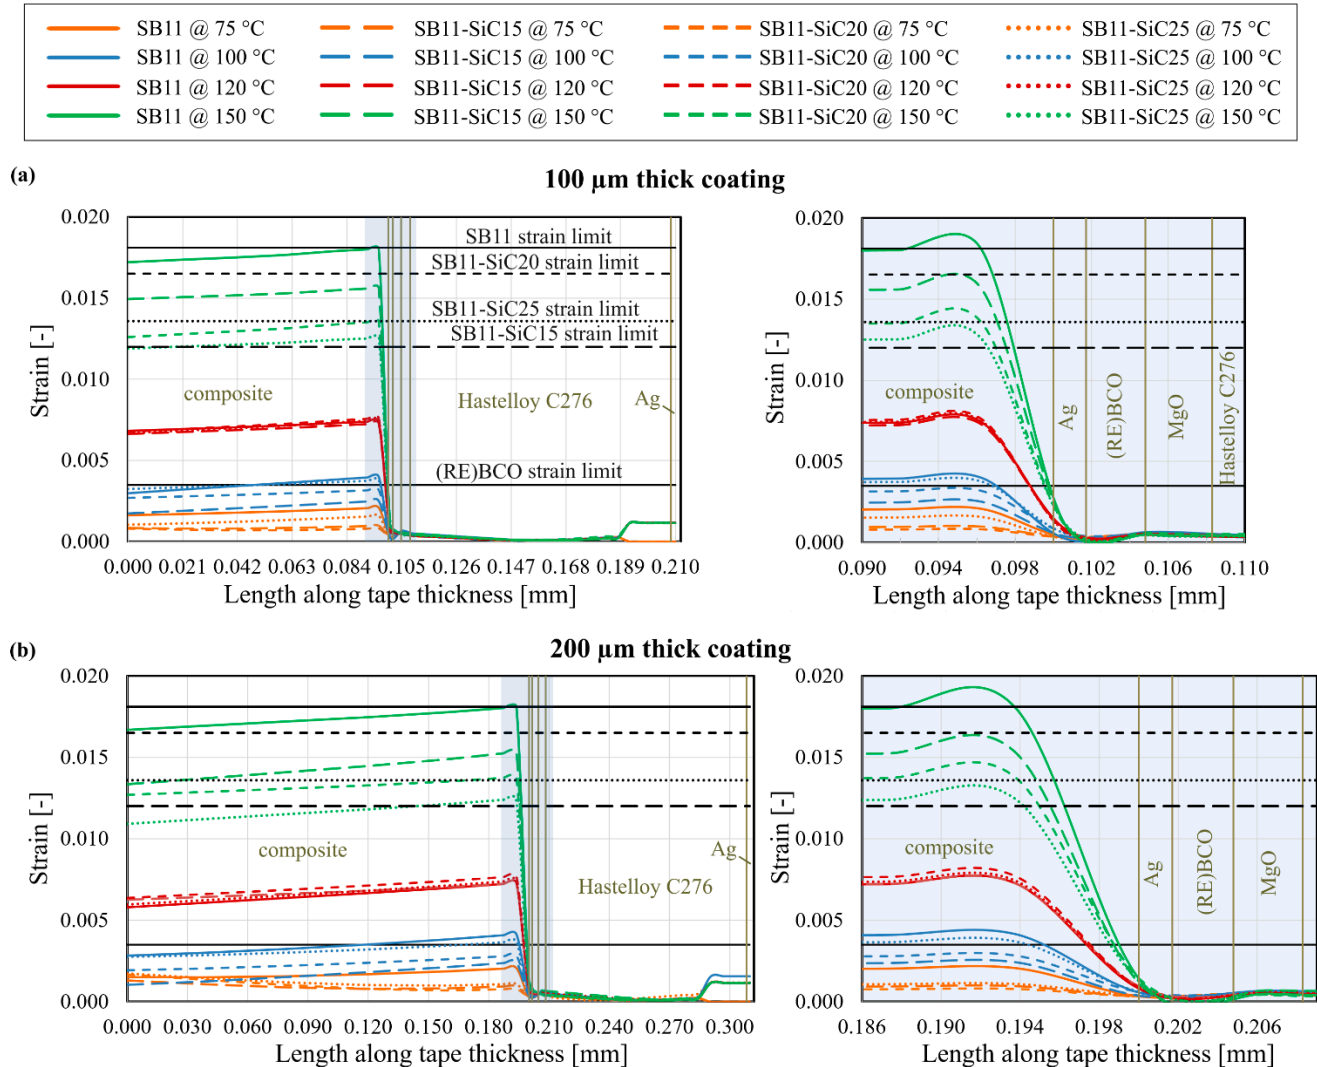 SB11 @ 75 °C SB11-SiC15 @ 75 °C SB11-SiC20 @ 75 °C SB11-SiC25 @ 75 °C
SB11 @ 100 °C SB11-SiC15 @ 100 °C SB11-SiC20 @ 100 °C SB11-SiC25 @ 100 °C
SB11 @ 120 °C SB11-SiC15 @ 120 °C SB11-SiC20 @ 120 °C SB11-SiC25 @ 120 °C
SB11 @ 150 °C SB11-SiC15 @ 150 °C SB11-SiC20 @ 150 °C SB11-SiC25 @ 150 °C
(a)
100 µm thick coating
Strain [-]
0.020
0.015
0.010
0.005
0.000
SB11 strain limit
SB11-SiC20 strain limit
SB11-SiC25 strain limit
SB11-SiC15 strain limit
composite
Hastelloy C276
Ag
(RE)BCO strain limit
0.000 0.021 0.042 0.063 0.084 0.105 0.126 0.147 0.168 0.189 0.210
Length along tape thickness [mm]
Strain [-]
0.020
0.015
0.010
0.005
0.000
composite
Ag
(RE)BCO
MgO
Hastelloy C276
0.090 0.094 0.098 0.102 0.106 0.110
Length along tape thickness [mm]
(b)
200 µm thick coating
Strain [-]
0.020
0.015
0.010
0.005
0.000
composite
Hastelloy C276
Ag
0.000 0.030 0.060 0.090 0.120 0.150 0.180 0.210 0.240 0.270 0.300
Length along tape thickness [mm]
Strain [-]
0.020
0.015
0.010
0.005
0.000
composite
Ag
(RE)BCO
MgO
0.186 0.190 0.194 0.198 0.202 0.206
Length along tape thickness [mm]